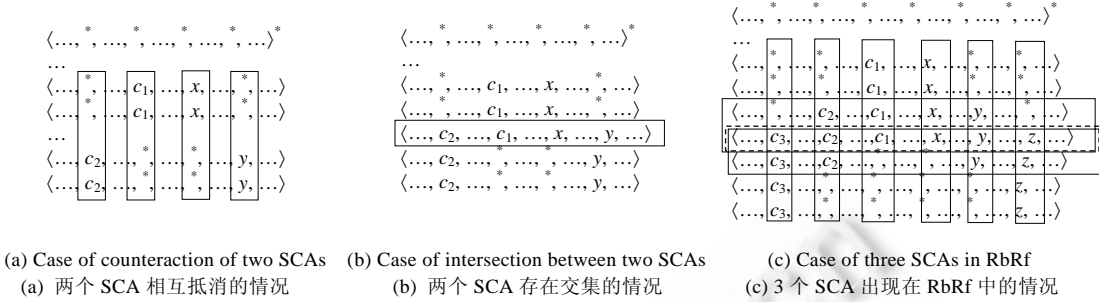 ⟨…, *, …, *, …, *, …, *, …⟩*
…
⟨…, *, …, c₁, …, x, …, *, …⟩
⟨…, *, …, c₁, …, x, …, *, …⟩
…
⟨…, c₂, …, *, …, *, …, y, …⟩
⟨…, c₂, …, *, …, *, …, y, …⟩
(a) Case of counteraction of two SCAs
(a) 两个 SCA 相互抵消的情况
⟨…, *, …, *, …, *, …, *, …⟩*
…
⟨…, *, …, c₁, …, x, …, *, …⟩
⟨…, *, …, c₁, …, x, …, *, …⟩
⟨…, c₂, …, c₁, …, x, …, y, …⟩
⟨…, c₂, …, *, …, *, …, y, …⟩
⟨…, c₂, …, *, …, *, …, y, …⟩
(b) Case of intersection between two SCAs
(b) 两个 SCA 存在交集的情况
⟨…, *, …, *, …, *, …, *, …, *, …, *, …⟩*
…
⟨…, *, …, *, …, c₁, …, x, …, *, …, *, …⟩
⟨…, *, …, *, …, c₁, …, x, …, *, …, *, …⟩
⟨…, *, …, c₂, …,c₁, …, x, …,y, …, *, …⟩
⟨…, c₃, …,c₂, …,c₁, …, x, …,y, …, z, …⟩
⟨…, c₃, …,c₂, …, *, …, *, …,y, …, z, …⟩
⟨…, c₃, …, *, …, *, …, *, …, *, …, z, …⟩
⟨…, c₃, …, *, …, *, …, *, …, *, …, z, …⟩
(c) Case of three SCAs in RbRf
(c) 3 个 SCA 出现在 RbRf 中的情况